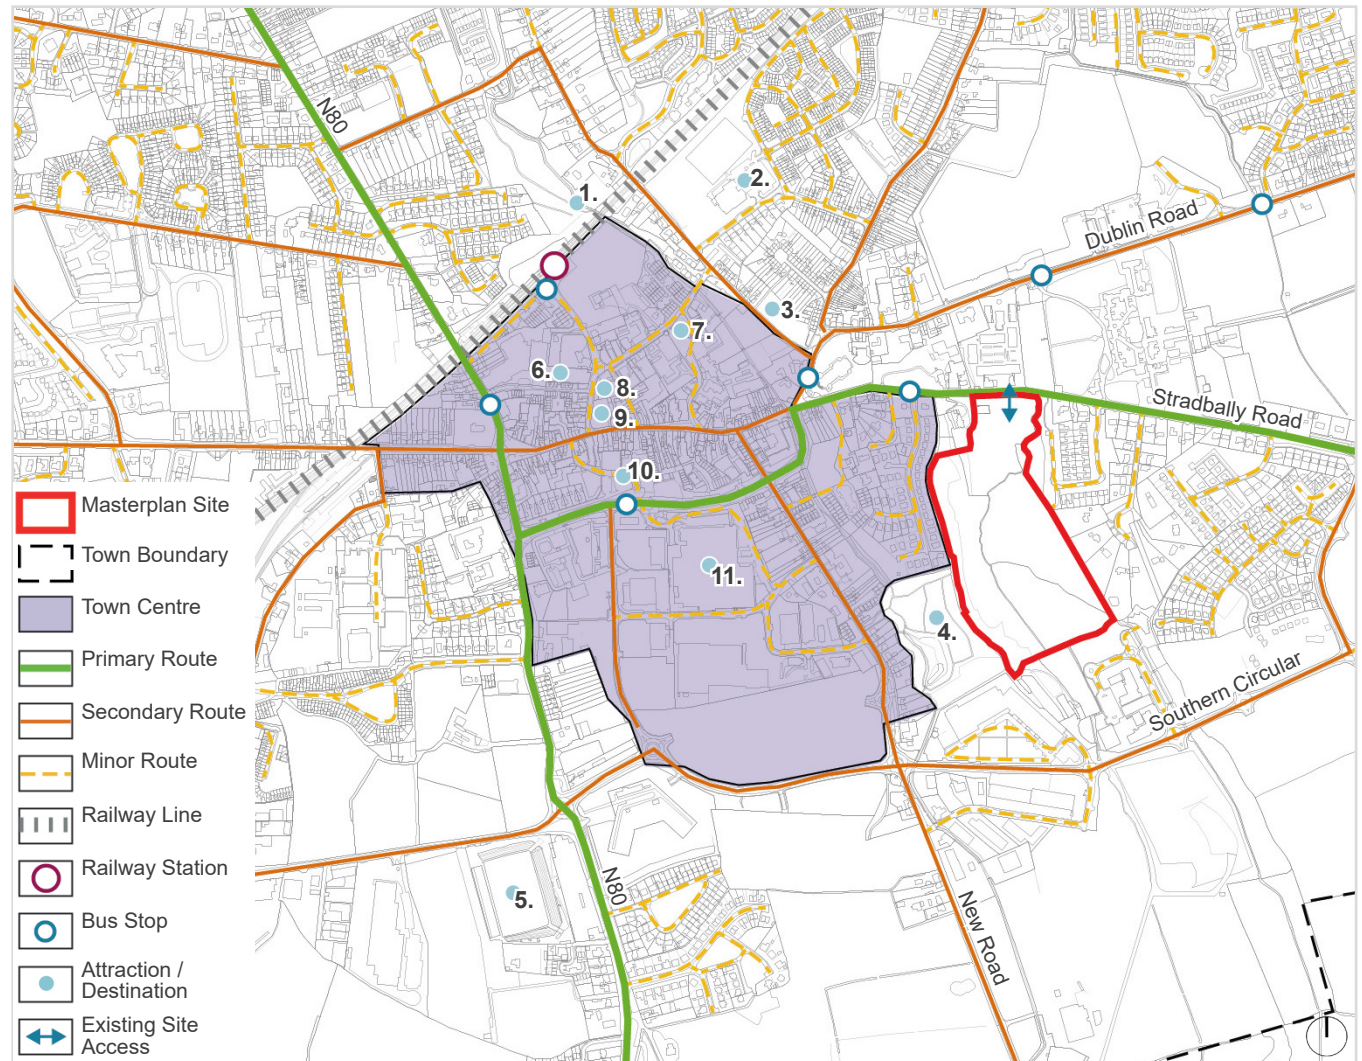 N80
1.
2.
Dublin Road
3.
7.
6.
8.
9.
Stradbally Road
10.
11.
4.
Southern Circular
5.
N80
New Road
Masterplan Site
Town Boundary
Town Centre
Primary Route
Secondary Route
Minor Route
Railway Line
Railway Station
Bus Stop
Attraction /
Destination
Existing Site
Access